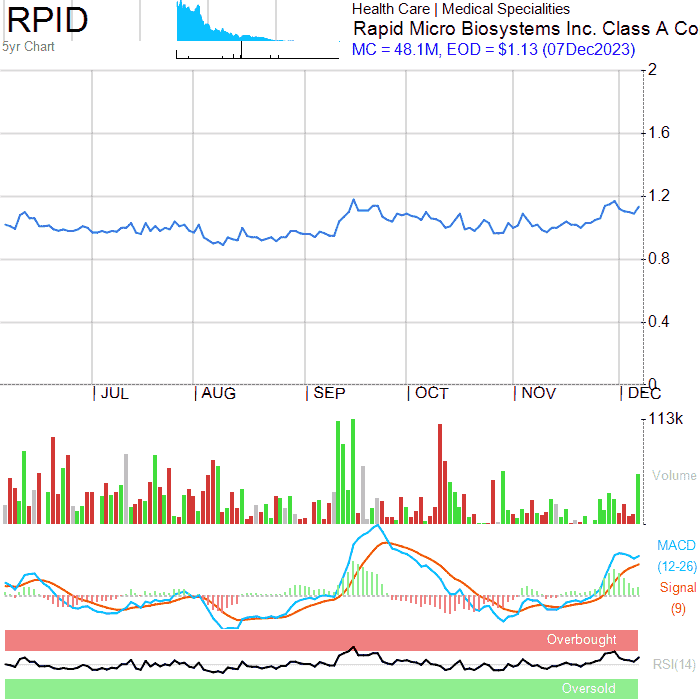 RPID
5yr Chart
Health Care | Medical Specialities
Rapid Micro Biosystems Inc. Class A Co
MC = 48.1M, EOD = $1.13 (07Dec2023)
2
1.6
1.2
0.8
0.4
0
JUL AUG SEP OCT NOV DEC
113k
Volume
MACD
(12-26)
Signal
(9)
Overbought
RSI(14)
Oversold